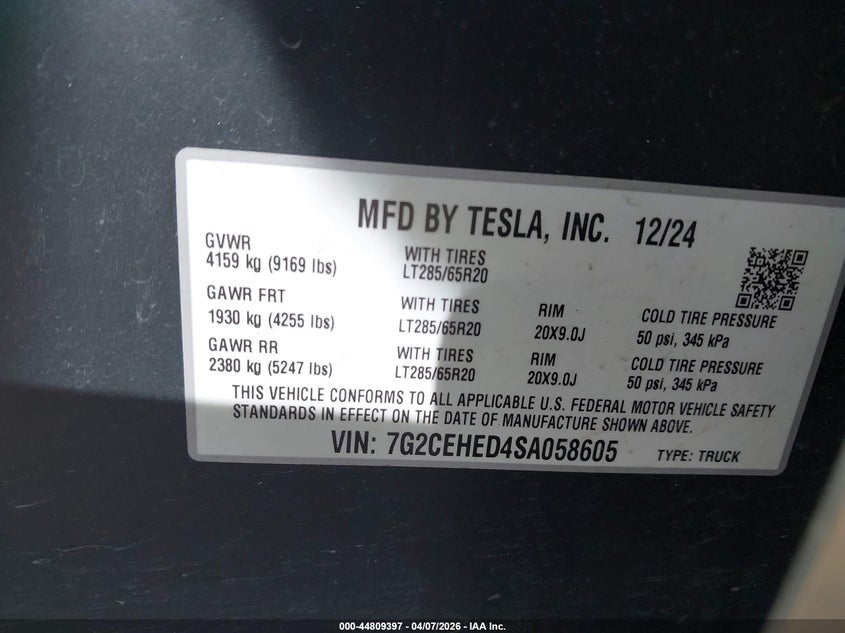 MFD BY TESLA, INC. 12/24
GVWR
4159 kg (9169 lbs)
WITH TIRES
LT285/65R20
GAWR FRT
1930 kg (4255 lbs)
WITH TIRES
LT285/65R20
RIM
20X9.0J
COLD TIRE PRESSURE
50 psi, 345 kPa
GAWR RR
2380 kg (5247 lbs)
WITH TIRES
LT285/65R20
RIM
20X9.0J
COLD TIRE PRESSURE
50 psi, 345 kPa
THIS VEHICLE CONFORMS TO ALL APPLICABLE U.S. FEDERAL MOTOR VEHICLE SAFETY
STANDARDS IN EFFECT ON THE DATE OF MANUFACTURE SHOWN ABOVE.
VIN: 7G2CEHED4SA058605 TYPE: TRUCK
000-44809397 - 04/07/2026 - IAA Inc.